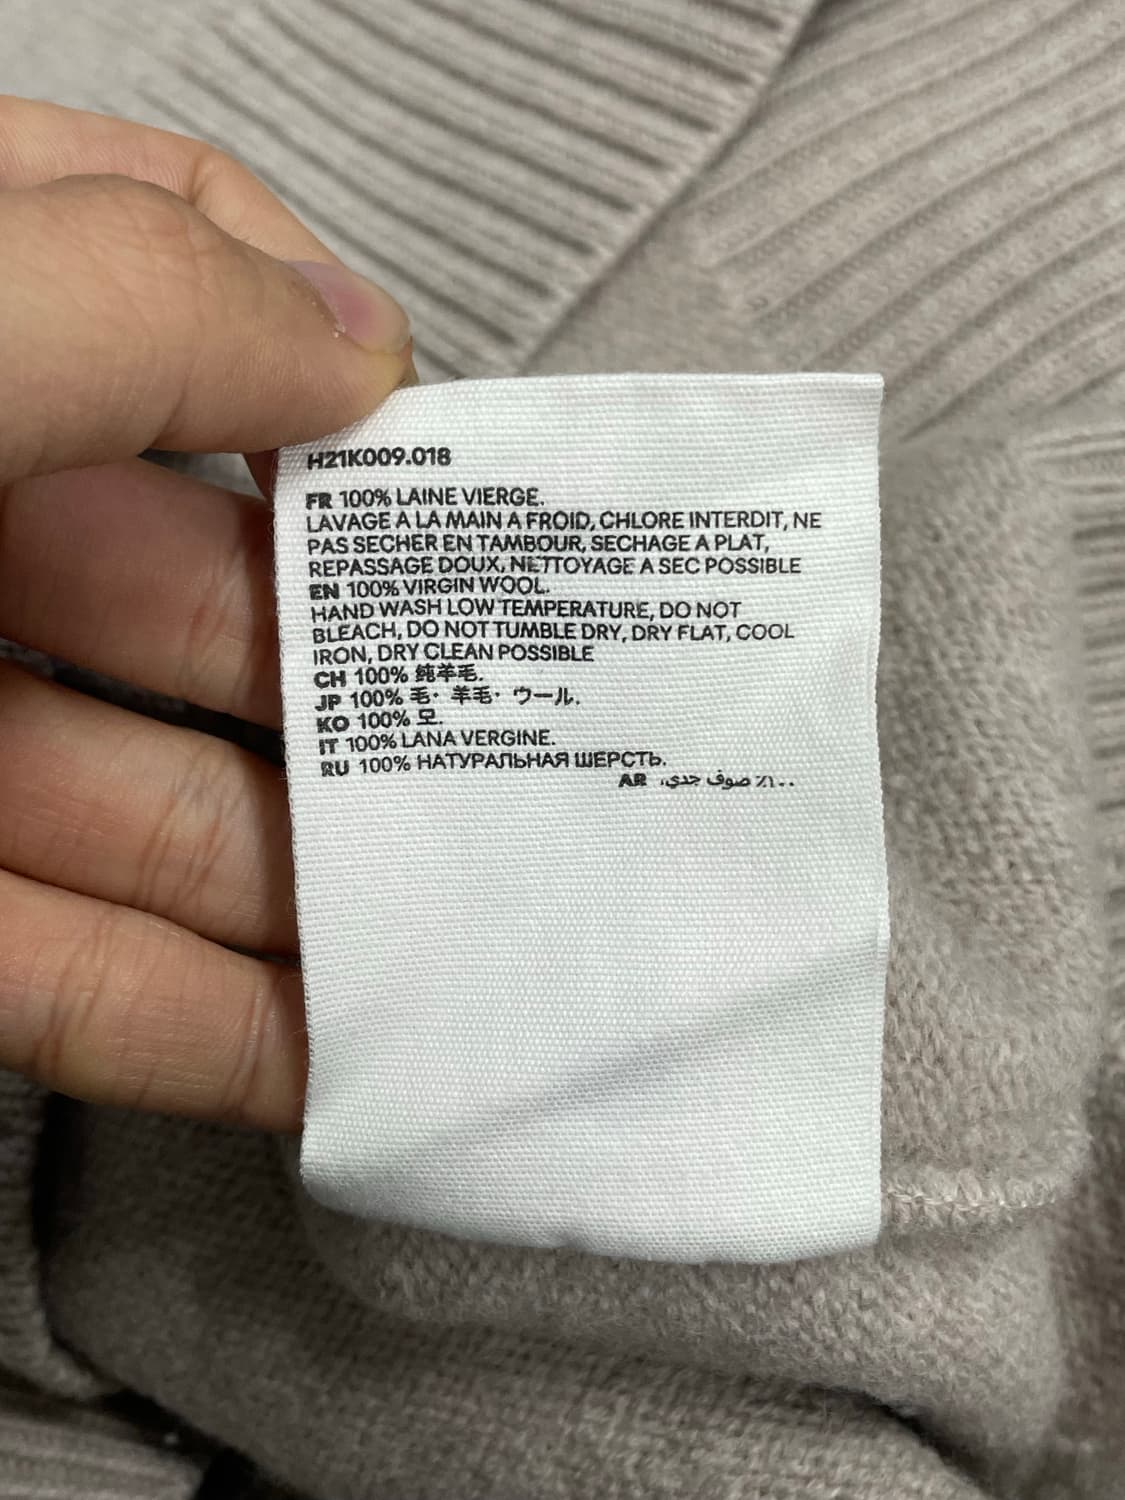 H21K009.018
FR 100% LAINE VIERGE.
LAVAGE A LA MAIN A FROID, CHLORE INTERDIT, NE
PAS SECHER EN TAMBOUR, SECHAGE A PLAT,
REPASSAGE DOUX, NETTOYAGE A SEC POSSIBLE
EN 100% VIRGIN WOOL.
HAND WASH LOW TEMPERATURE, DO NOT
BLEACH, DO NOT TUMBLE DRY, DRY FLAT, COOL
IRON, DRY CLEAN POSSIBLE
CH 100% 纯羊毛.
JP 100% 毛・羊毛・ウール.
KO 100% 모.
IT 100% LANA VERGINE.
RU 100% НАТУРАЛЬНАЯ ШЕРСТЬ.
AR ١٠٠٪ صوف جدي،